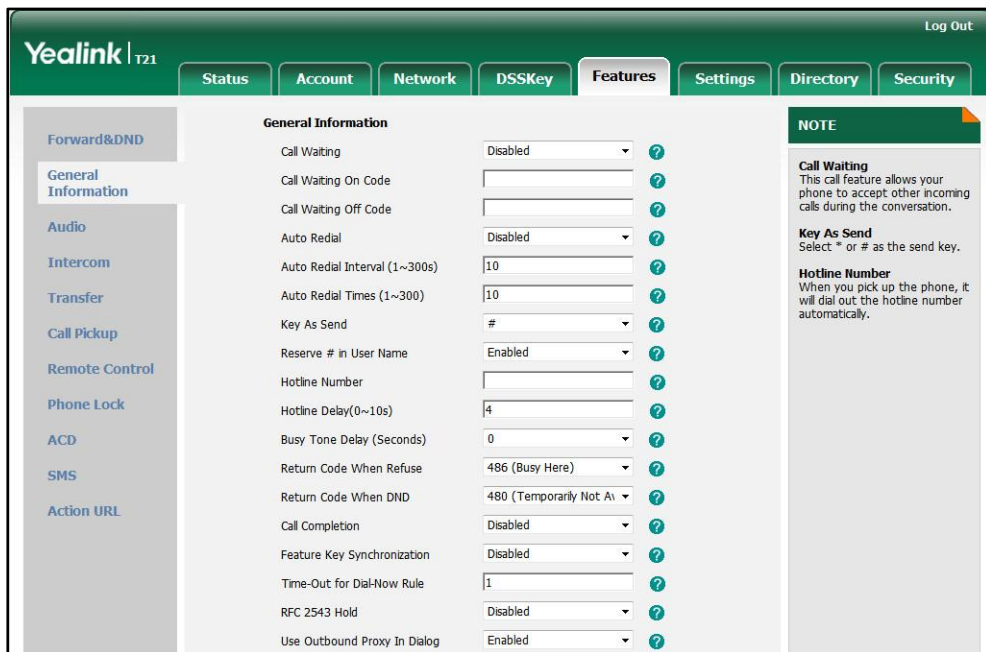 Log Out
Yealink T21
Status Account Network DSSKey Features Settings Directory Security
Forward&DND
General
Information
Audio
Intercom
Transfer
Call Pickup
Remote Control
Phone Lock
ACD
SMS
Action URL
General Information
Call Waiting Disabled ?
Call Waiting On Code ?
Call Waiting Off Code ?
Auto Redial Disabled ?
Auto Redial Interval (1~300s) 10 ?
Auto Redial Times (1~300) 10 ?
Key As Send # ?
Reserve # in User Name Enabled ?
Hotline Number ?
Hotline Delay(0~10s) 4 ?
Busy Tone Delay (Seconds) 0 ?
Return Code When Refuse 486 (Busy Here) ?
Return Code When DND 480 (Temporarily Not Av ?
Call Completion Disabled ?
Feature Key Synchronization Disabled ?
Time-Out for Dial-Now Rule 1 ?
RFC 2543 Hold Disabled ?
Use Outbound Proxy In Dialog Enabled ?
NOTE
Call Waiting
This call feature allows your
phone to accept other incoming
calls during the conversation.
Key As Send
Select * or # as the send key.
Hotline Number
When you pick up the phone, it
will dial out the hotline number
automatically.